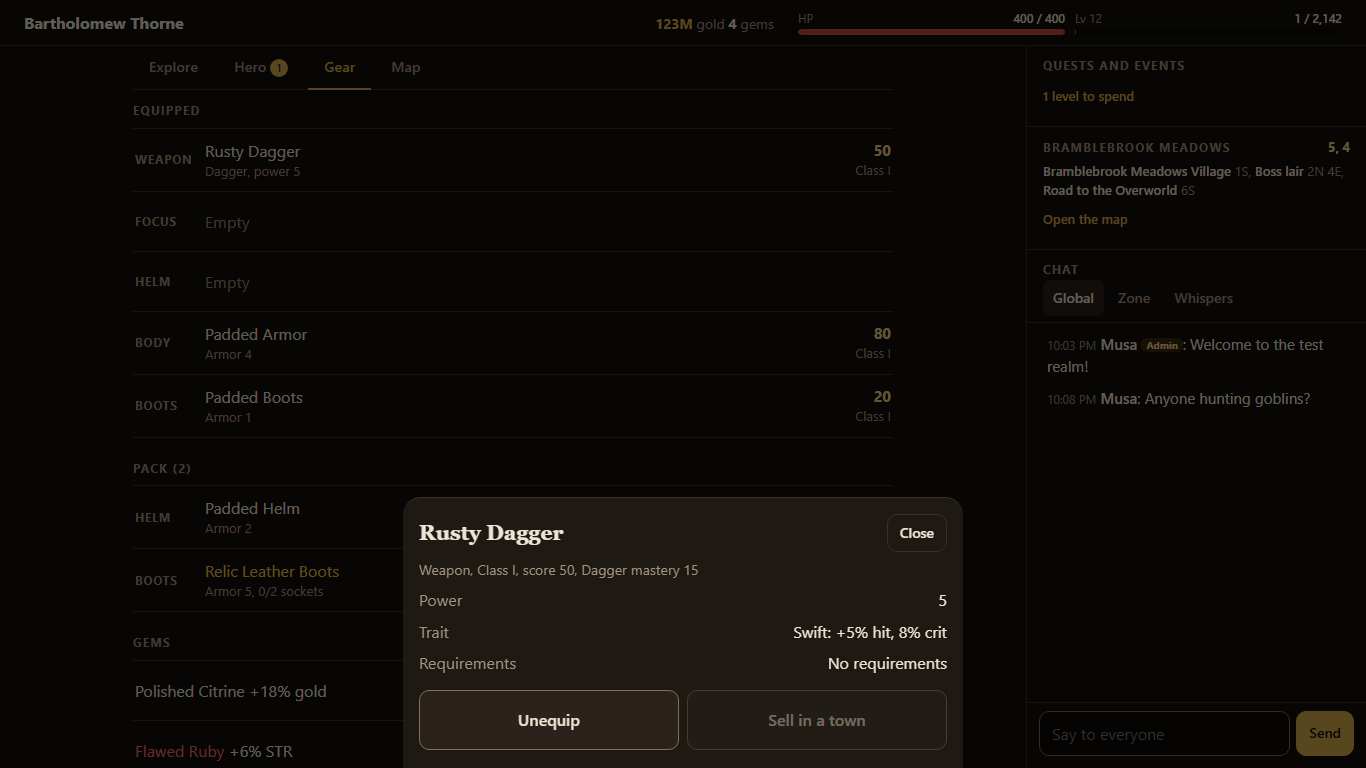 Bartholomew Thorne
123M gold 4 gems
HP 400 / 400
Lv 12 1 / 2,142
Explore Hero 1 Gear Map
EQUIPPED
WEAPON Rusty Dagger 50
Dagger, power 5 Class I
FOCUS Empty
HELM Empty
BODY Padded Armor 80
Armor 4 Class I
BOOTS Padded Boots 20
Armor 1 Class I
PACK (2)
HELM Padded Helm
Armor 2
BOOTS Relic Leather Boots
Armor 5, 0/2 sockets
GEMS
Polished Citrine +18% gold
Flawed Ruby +6% STR
Rusty Dagger Close
Weapon, Class I, score 50, Dagger mastery 15
Power 5
Trait Swift: +5% hit, 8% crit
Requirements No requirements
Unequip Sell in a town
QUESTS AND EVENTS
1 level to spend
BRAMBLEBROOK MEADOWS 5, 4
Bramblebrook Meadows Village 1S, Boss lair 2N 4E,
Road to the Overworld 6S
Open the map
CHAT
Global Zone Whispers
10:03 PM Musa Admin : Welcome to the test
realm!
10:08 PM Musa: Anyone hunting goblins?
Say to everyone Send